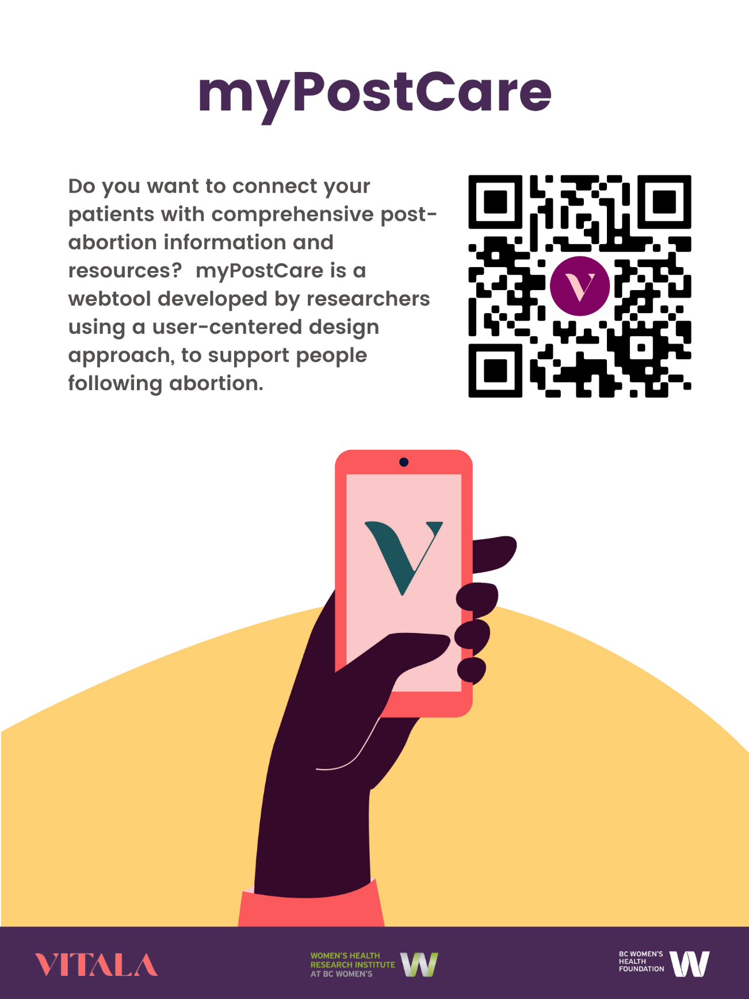 myPostCare
Do you want to connect your
patients with comprehensive post-
abortion information and
resources?  myPostCare is a
webtool developed by researchers
using a user-centered design
approach, to support people
following abortion.
V
V
VITALA
WOMEN'S HEALTH
RESEARCH INSTITUTE
AT BC WOMEN'S
W
BC WOMEN'S
HEALTH
FOUNDATION
W